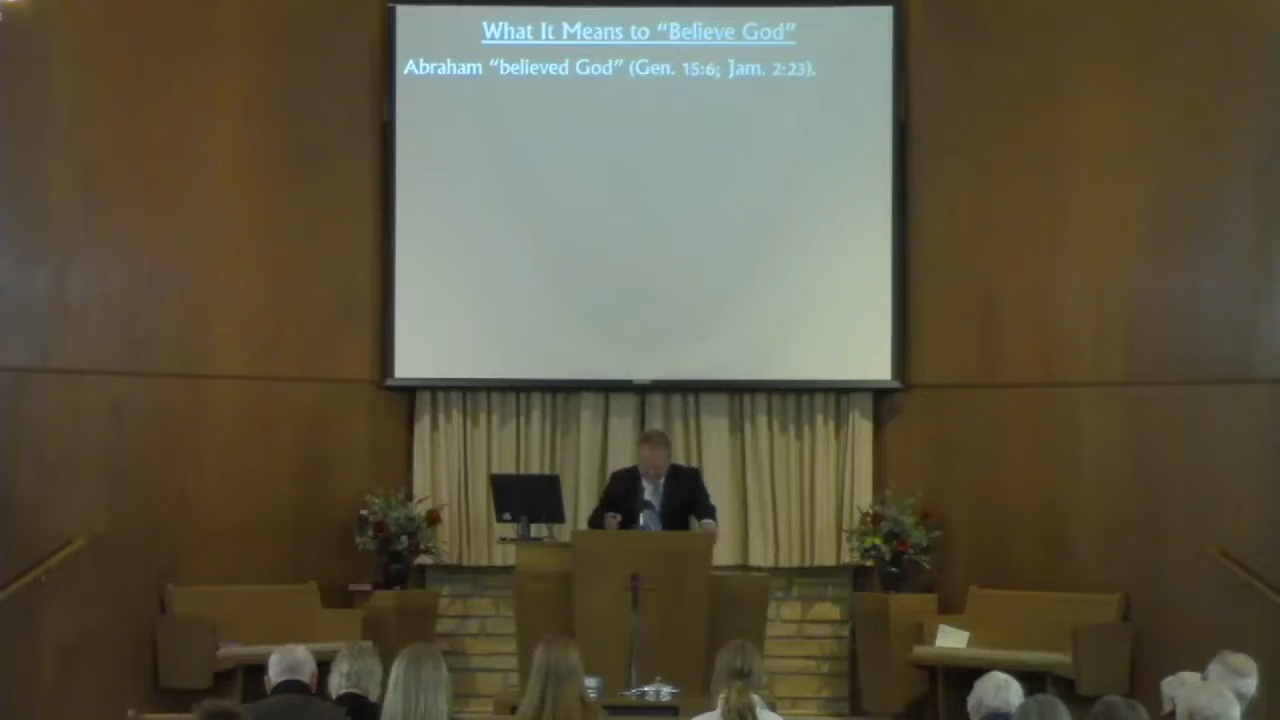 What It Means to “Believe God”
Abraham “believed God” (Gen. 15:6; Jam. 2:23).